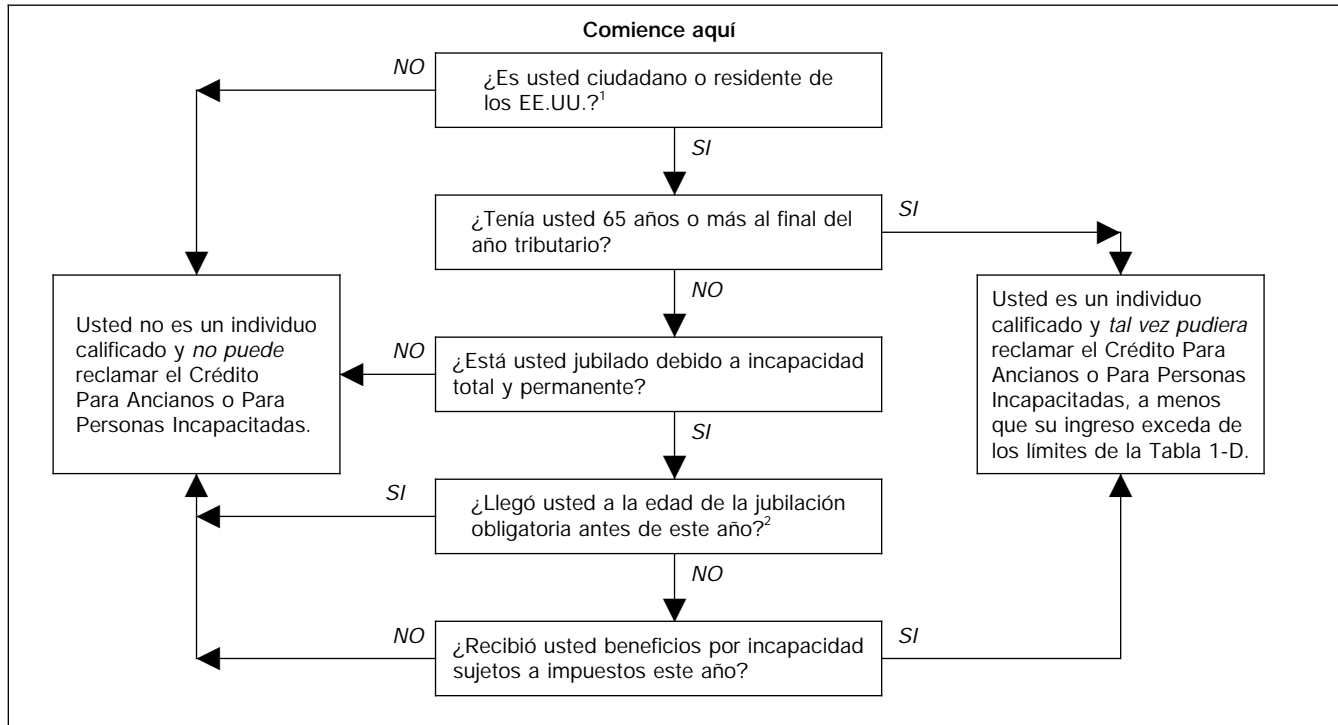 Comience aquí
NO
¿Es usted ciudadano o residente de
los EE.UU.?1
SI
¿Tenía usted 65 años o más al final del
año tributario?
SI
NO
Usted no es un individuo
calificado y no puede
reclamar el Crédito
Para Ancianos o Para
Personas Incapacitadas.
NO
¿Está usted jubilado debido a incapacidad
total y permanente?
Usted es un individuo
calificado y tal vez pudiera
reclamar el Crédito Para
Ancianos o Para Personas
Incapacitadas, a menos
que su ingreso exceda de
los límites de la Tabla 1-D.
SI
SI
¿Llegó usted a la edad de la jubilación
obligatoria antes de este año?2
NO
NO
¿Recibió usted beneficios por incapacidad
sujetos a impuestos este año?
SI